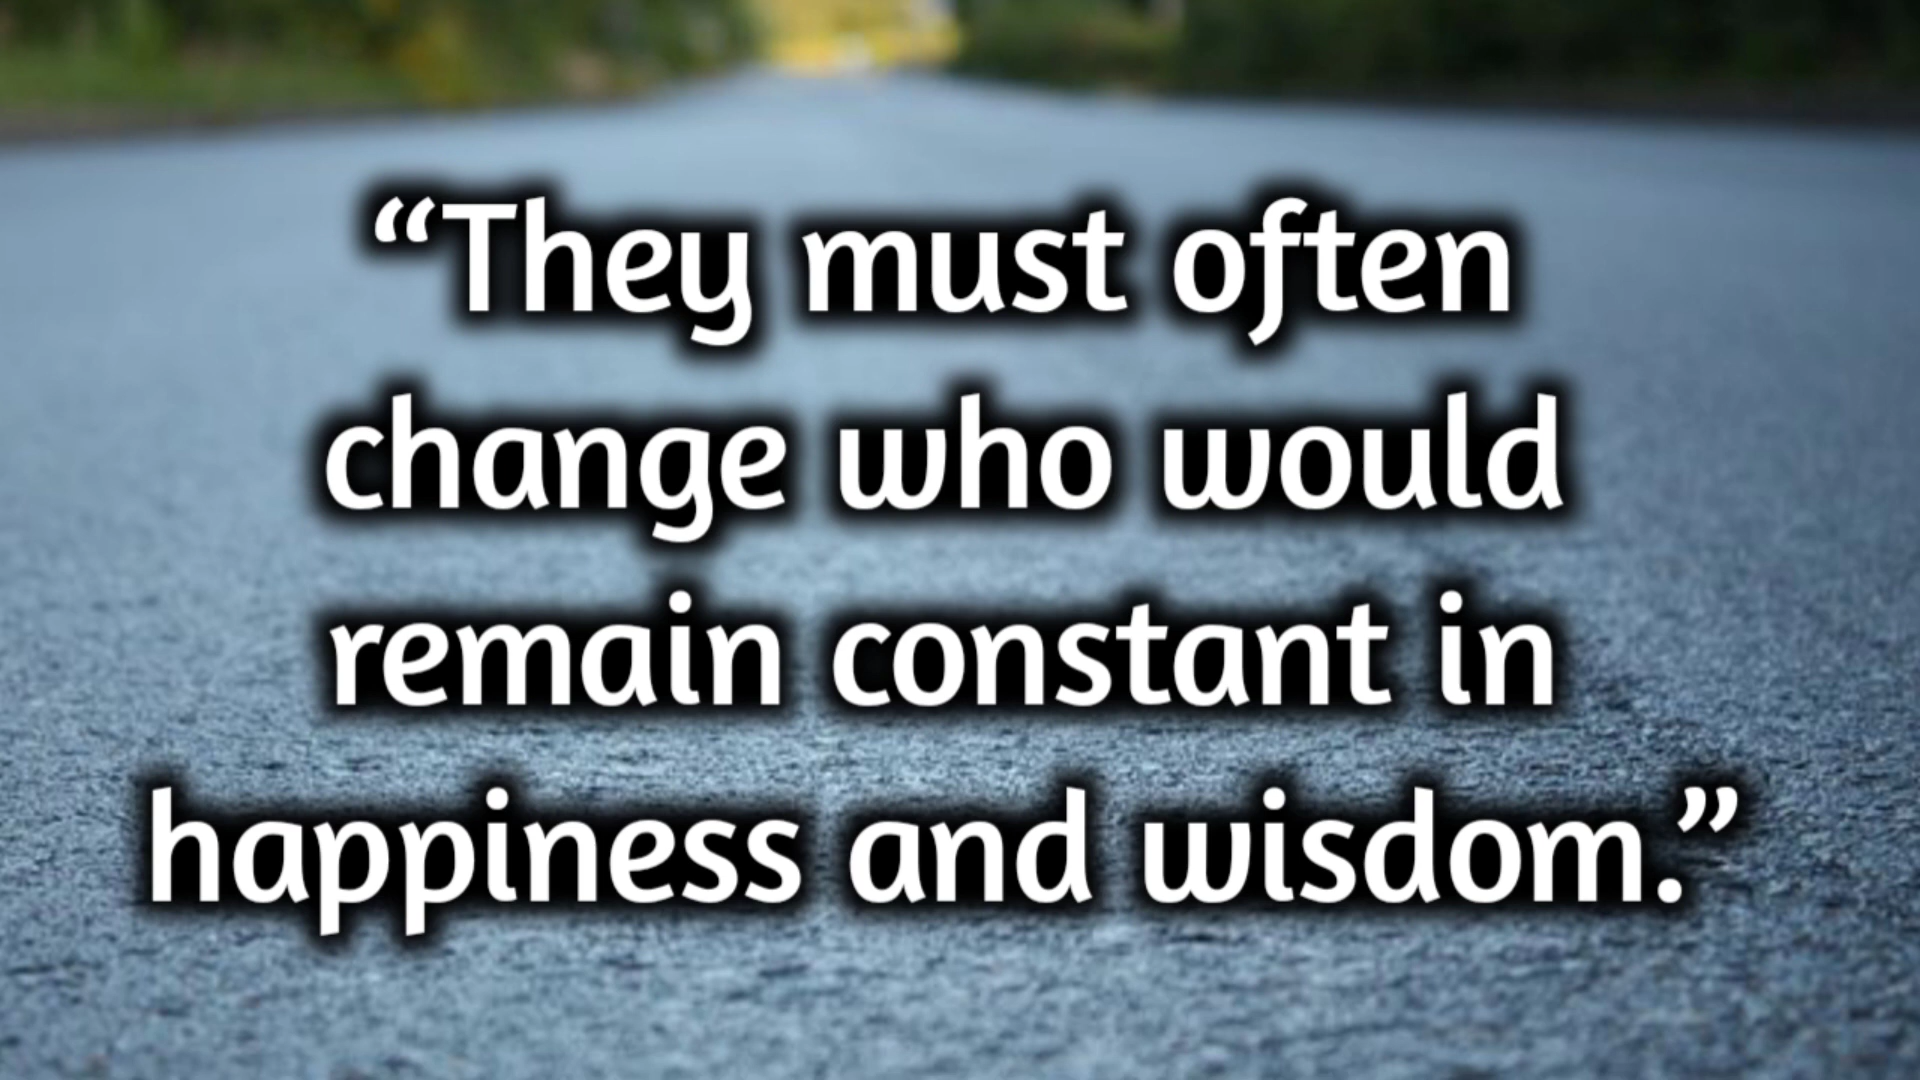 “They must often
change who would
remain constant in
happiness and wisdom.”